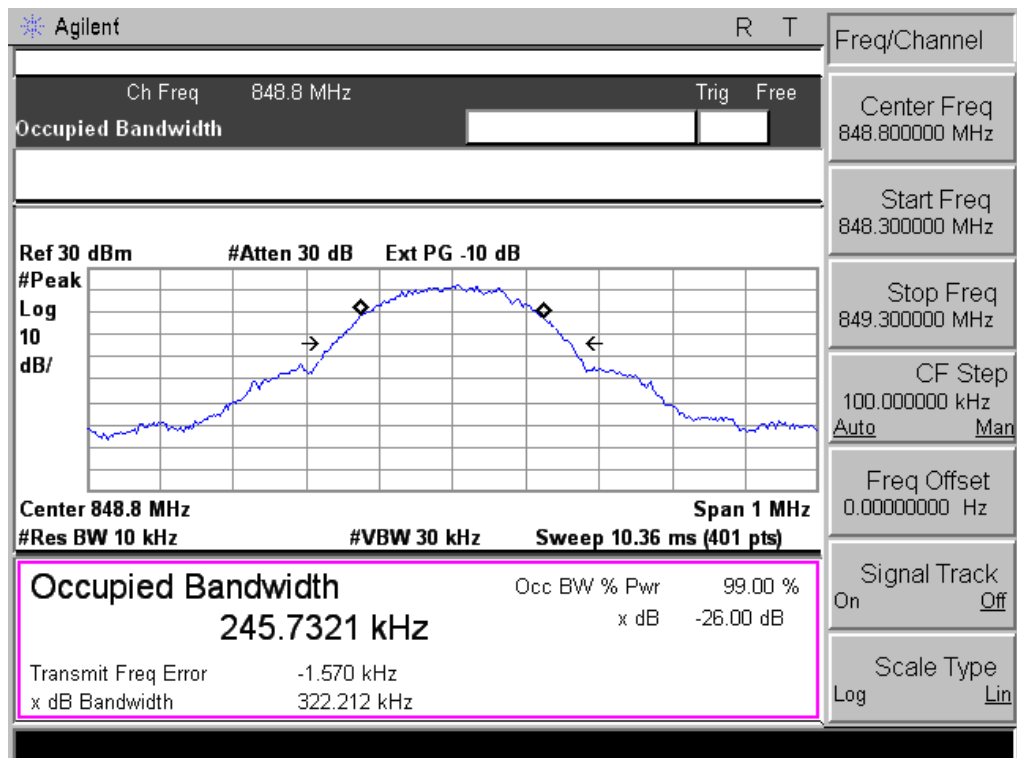 Agilent R T
Ch Freq 848.8 MHz Trig Free
Occupied Bandwidth
Ref 30 dBm #Atten 30 dB Ext PG -10 dB
#Peak
Log
10
dB/
Center 848.8 MHz Span 1 MHz
#Res BW 10 kHz #VBW 30 kHz Sweep 10.36 ms (401 pts)
Occupied Bandwidth
245.7321 kHz
Occ BW % Pwr 99.00 %
x dB -26.00 dB
Transmit Freq Error -1.570 kHz
x dB Bandwidth 322.212 kHz
Freq/Channel
Center Freq
848.800000 MHz
Start Freq
848.300000 MHz
Stop Freq
849.300000 MHz
CF Step
100.000000 kHz
Auto Man
Freq Offset
0.00000000 Hz
Signal Track
On Off
Scale Type
Log Lin